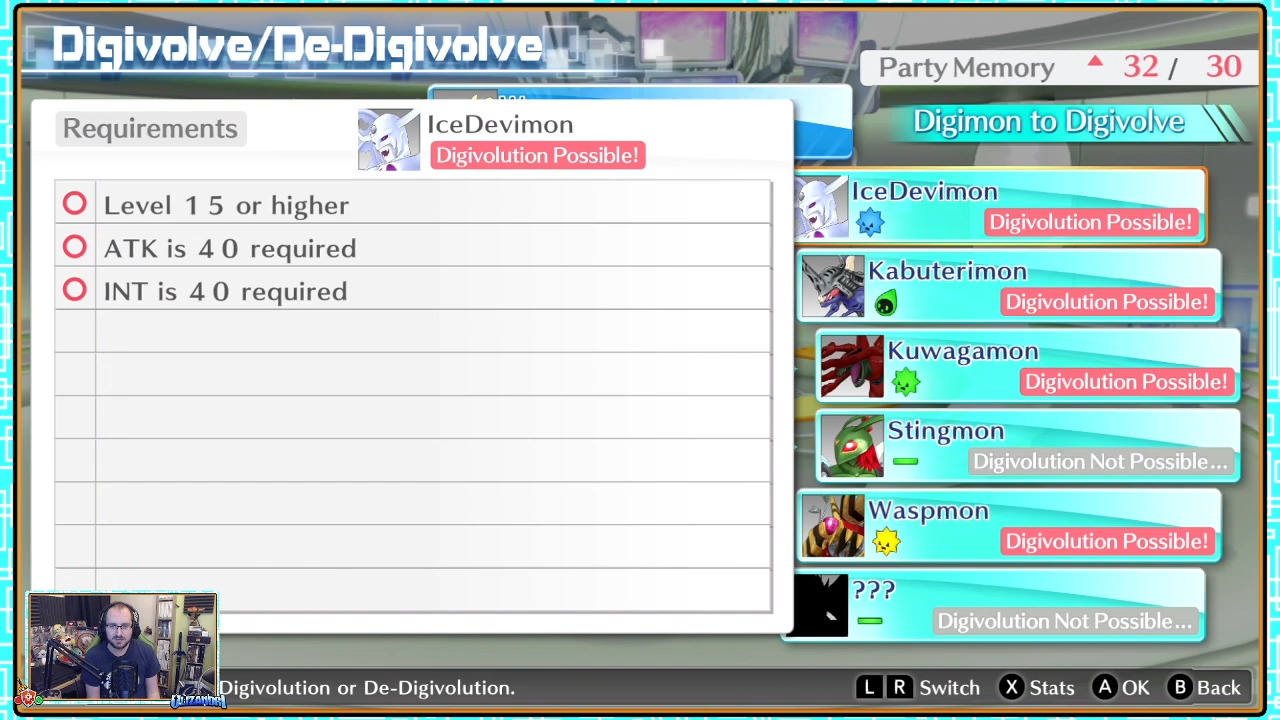 Digivolve/De-Digivolve
Party Memory 32 / 30
Digimon to Digivolve
Requirements
IceDevimon
Digivolution Possible!
Level 15 or higher
ATK is 40 required
INT is 40 required
IceDevimon
Digivolution Possible!
Kabuterimon
Digivolution Possible!
Kuwagamon
Digivolution Possible!
Stingmon
Digivolution Not Possible...
Waspmon
Digivolution Possible!
???
Digivolution Not Possible...
Digivolution or De-Digivolution.
L R Switch X Stats A OK B Back